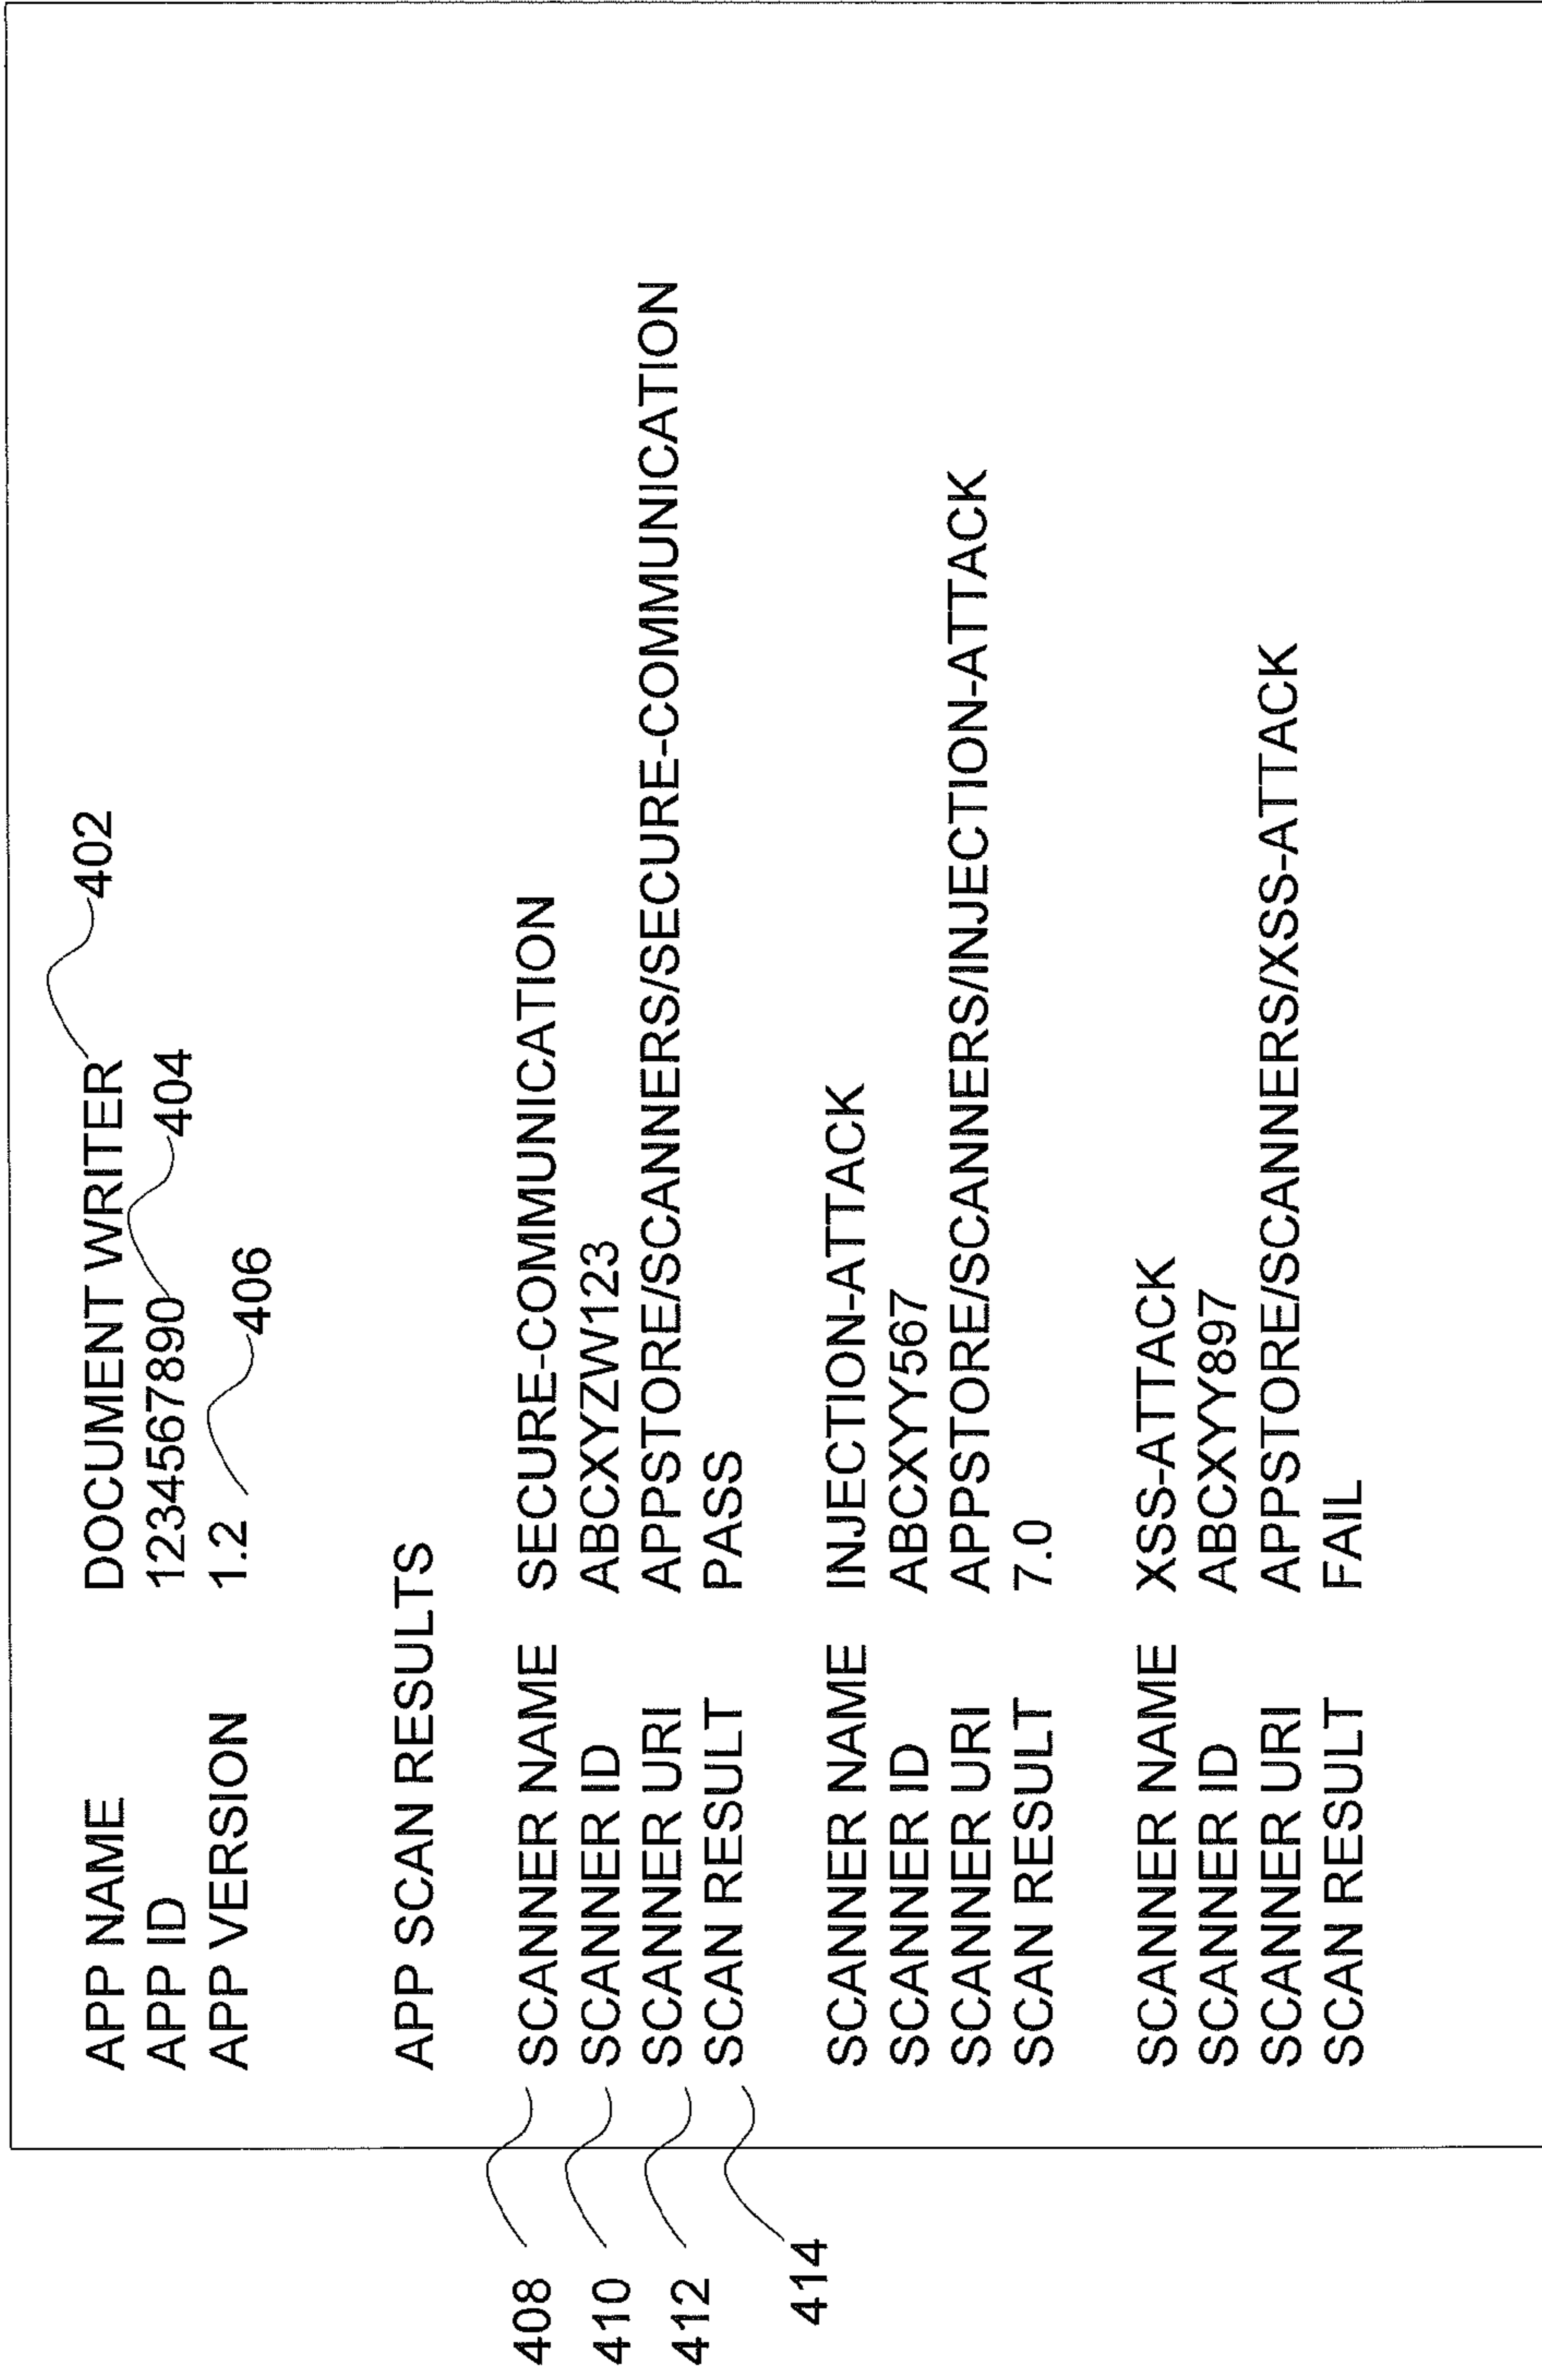 APP NAME DOCUMENT WRITER 402
APP ID 1234567890 404
APP VERSION 1.2 406
APP SCAN RESULTS
408 SCANNER NAME SECURE-COMMUNICATION
410 SCANNER ID ABCXYZW123
412 SCANNER URI APPSTORE/SCANNERS/SECURE-COMMUNICATION
414 SCAN RESULT PASS
SCANNER NAME INJECTION-ATTACK
SCANNER ID ABCXYY567
SCANNER URI APPSTORE/SCANNERS/INJECTION-ATTACK
SCAN RESULT 7.0
SCANNER NAME XSS-ATTACK
SCANNER ID ABCXYY897
SCANNER URI APPSTORE/SCANNERS/XSS-ATTACK
SCAN RESULT FAIL